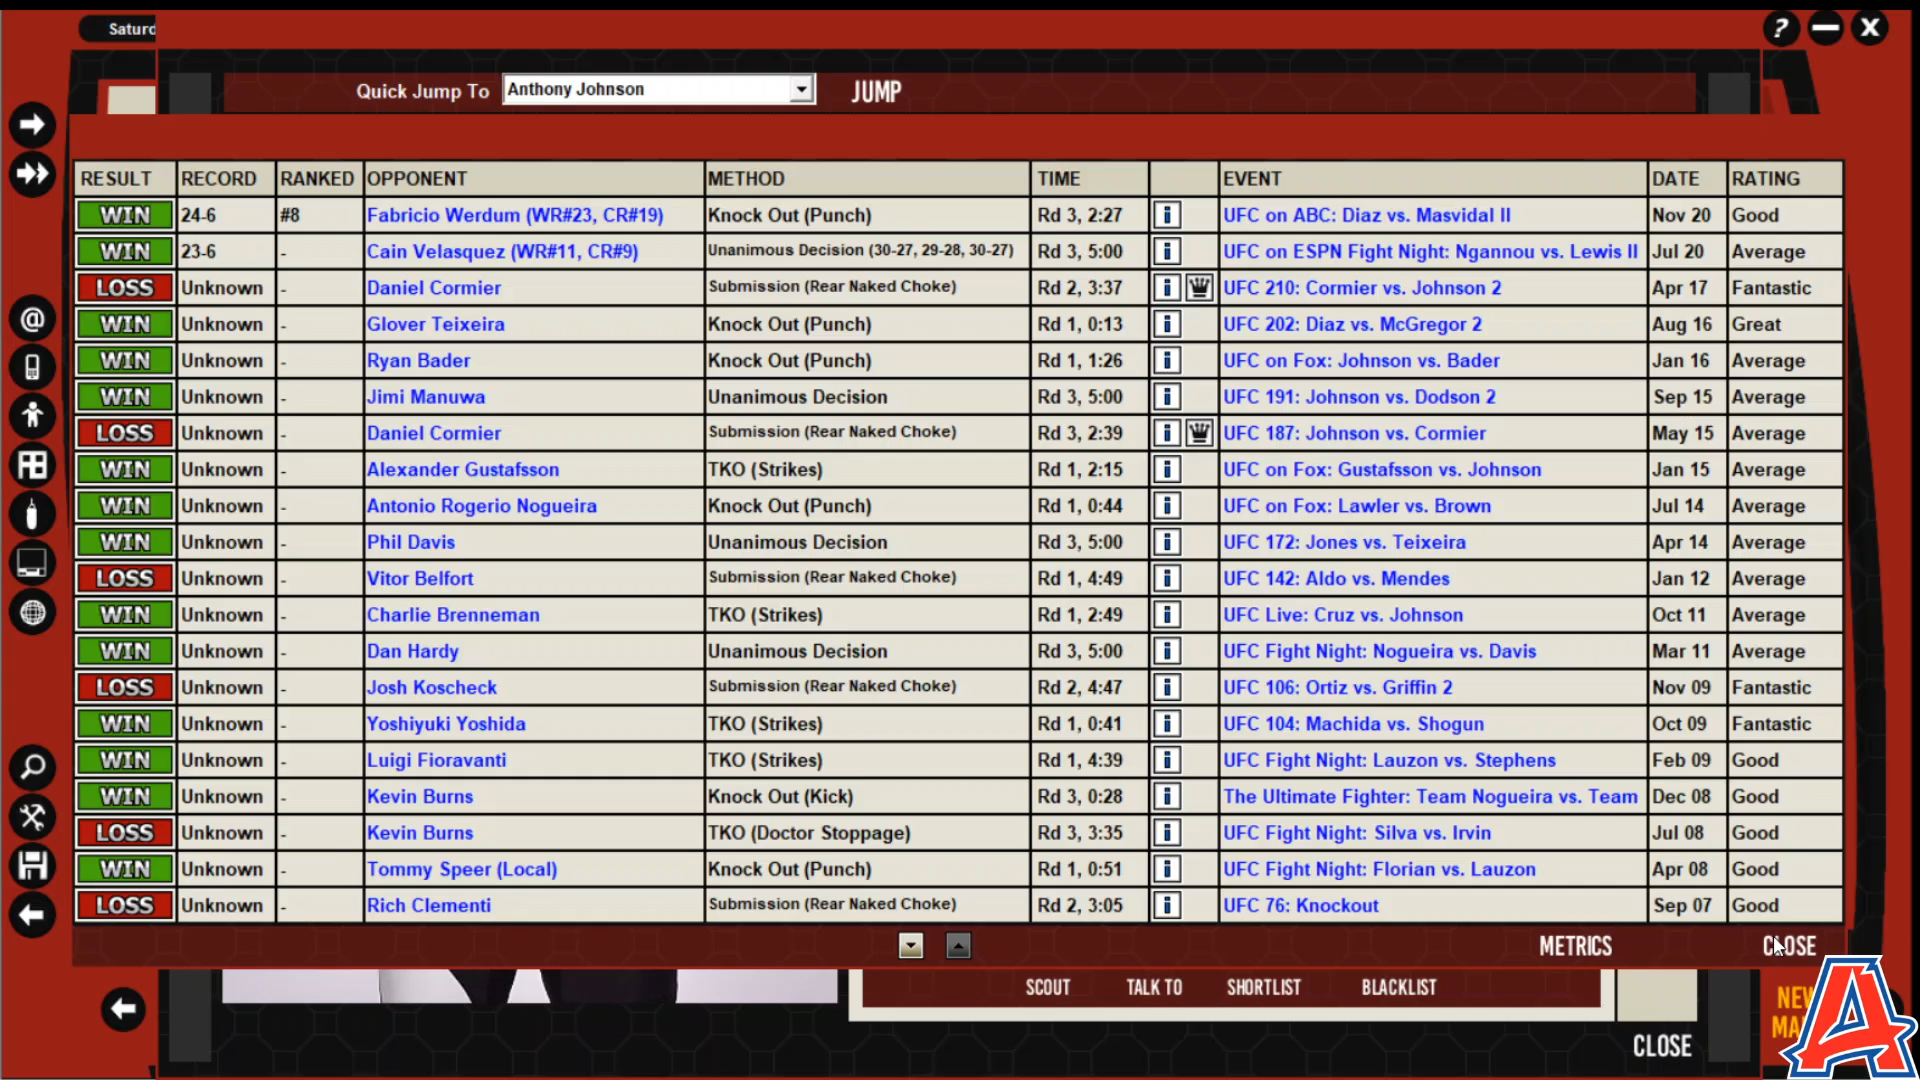 Saturd
?
X
Quick Jump To Anthony Johnson JUMP
RESULT RECORD RANKED OPPONENT METHOD TIME EVENT DATE RATING
WIN 24-6 #8 Fabricio Werdum (WR#23, CR#19) Knock Out (Punch) Rd 3, 2:27 i UFC on ABC: Diaz vs. Masvidal II Nov 20 Good
WIN 23-6 - Cain Velasquez (WR#11, CR#9) Unanimous Decision (30-27, 29-28, 30-27) Rd 3, 5:00 i UFC on ESPN Fight Night: Ngannou vs. Lewis II Jul 20 Average
LOSS Unknown - Daniel Cormier Submission (Rear Naked Choke) Rd 2, 3:37 i UFC 210: Cormier vs. Johnson 2 Apr 17 Fantastic
WIN Unknown - Glover Teixeira Knock Out (Punch) Rd 1, 0:13 i UFC 202: Diaz vs. McGregor 2 Aug 16 Great
WIN Unknown - Ryan Bader Knock Out (Punch) Rd 1, 1:26 i UFC on Fox: Johnson vs. Bader Jan 16 Average
WIN Unknown - Jimi Manuwa Unanimous Decision Rd 3, 5:00 i UFC 191: Johnson vs. Dodson 2 Sep 15 Average
LOSS Unknown - Daniel Cormier Submission (Rear Naked Choke) Rd 3, 2:39 i UFC 187: Johnson vs. Cormier May 15 Average
WIN Unknown - Alexander Gustafsson TKO (Strikes) Rd 1, 2:15 i UFC on Fox: Gustafsson vs. Johnson Jan 15 Average
WIN Unknown - Antonio Rogerio Nogueira Knock Out (Punch) Rd 1, 0:44 i UFC on Fox: Lawler vs. Brown Jul 14 Average
WIN Unknown - Phil Davis Unanimous Decision Rd 3, 5:00 i UFC 172: Jones vs. Teixeira Apr 14 Average
LOSS Unknown - Vitor Belfort Submission (Rear Naked Choke) Rd 1, 4:49 i UFC 142: Aldo vs. Mendes Jan 12 Average
WIN Unknown - Charlie Brenneman TKO (Strikes) Rd 1, 2:49 i UFC Live: Cruz vs. Johnson Oct 11 Average
WIN Unknown - Dan Hardy Unanimous Decision Rd 3, 5:00 i UFC Fight Night: Nogueira vs. Davis Mar 11 Average
LOSS Unknown - Josh Koscheck Submission (Rear Naked Choke) Rd 2, 4:47 i UFC 106: Ortiz vs. Griffin 2 Nov 09 Fantastic
WIN Unknown - Yoshiyuki Yoshida TKO (Strikes) Rd 1, 0:41 i UFC 104: Machida vs. Shogun Oct 09 Fantastic
WIN Unknown - Luigi Fioravanti TKO (Strikes) Rd 1, 4:39 i UFC Fight Night: Lauzon vs. Stephens Feb 09 Good
WIN Unknown - Kevin Burns Knock Out (Kick) Rd 3, 0:28 i The Ultimate Fighter: Team Nogueira vs. Team Dec 08 Good
LOSS Unknown - Kevin Burns TKO (Doctor Stoppage) Rd 3, 3:35 i UFC Fight Night: Silva vs. Irvin Jul 08 Good
WIN Unknown - Tommy Speer (Local) Knock Out (Punch) Rd 1, 0:51 i UFC Fight Night: Florian vs. Lauzon Apr 08 Good
LOSS Unknown - Rich Clementi Submission (Rear Naked Choke) Rd 2, 3:05 i UFC 76: Knockout Sep 07 Good
METRICS CLOSE
SCOUT TALK TO SHORTLIST BLACKLIST
NEW
MA
A
CLOSE